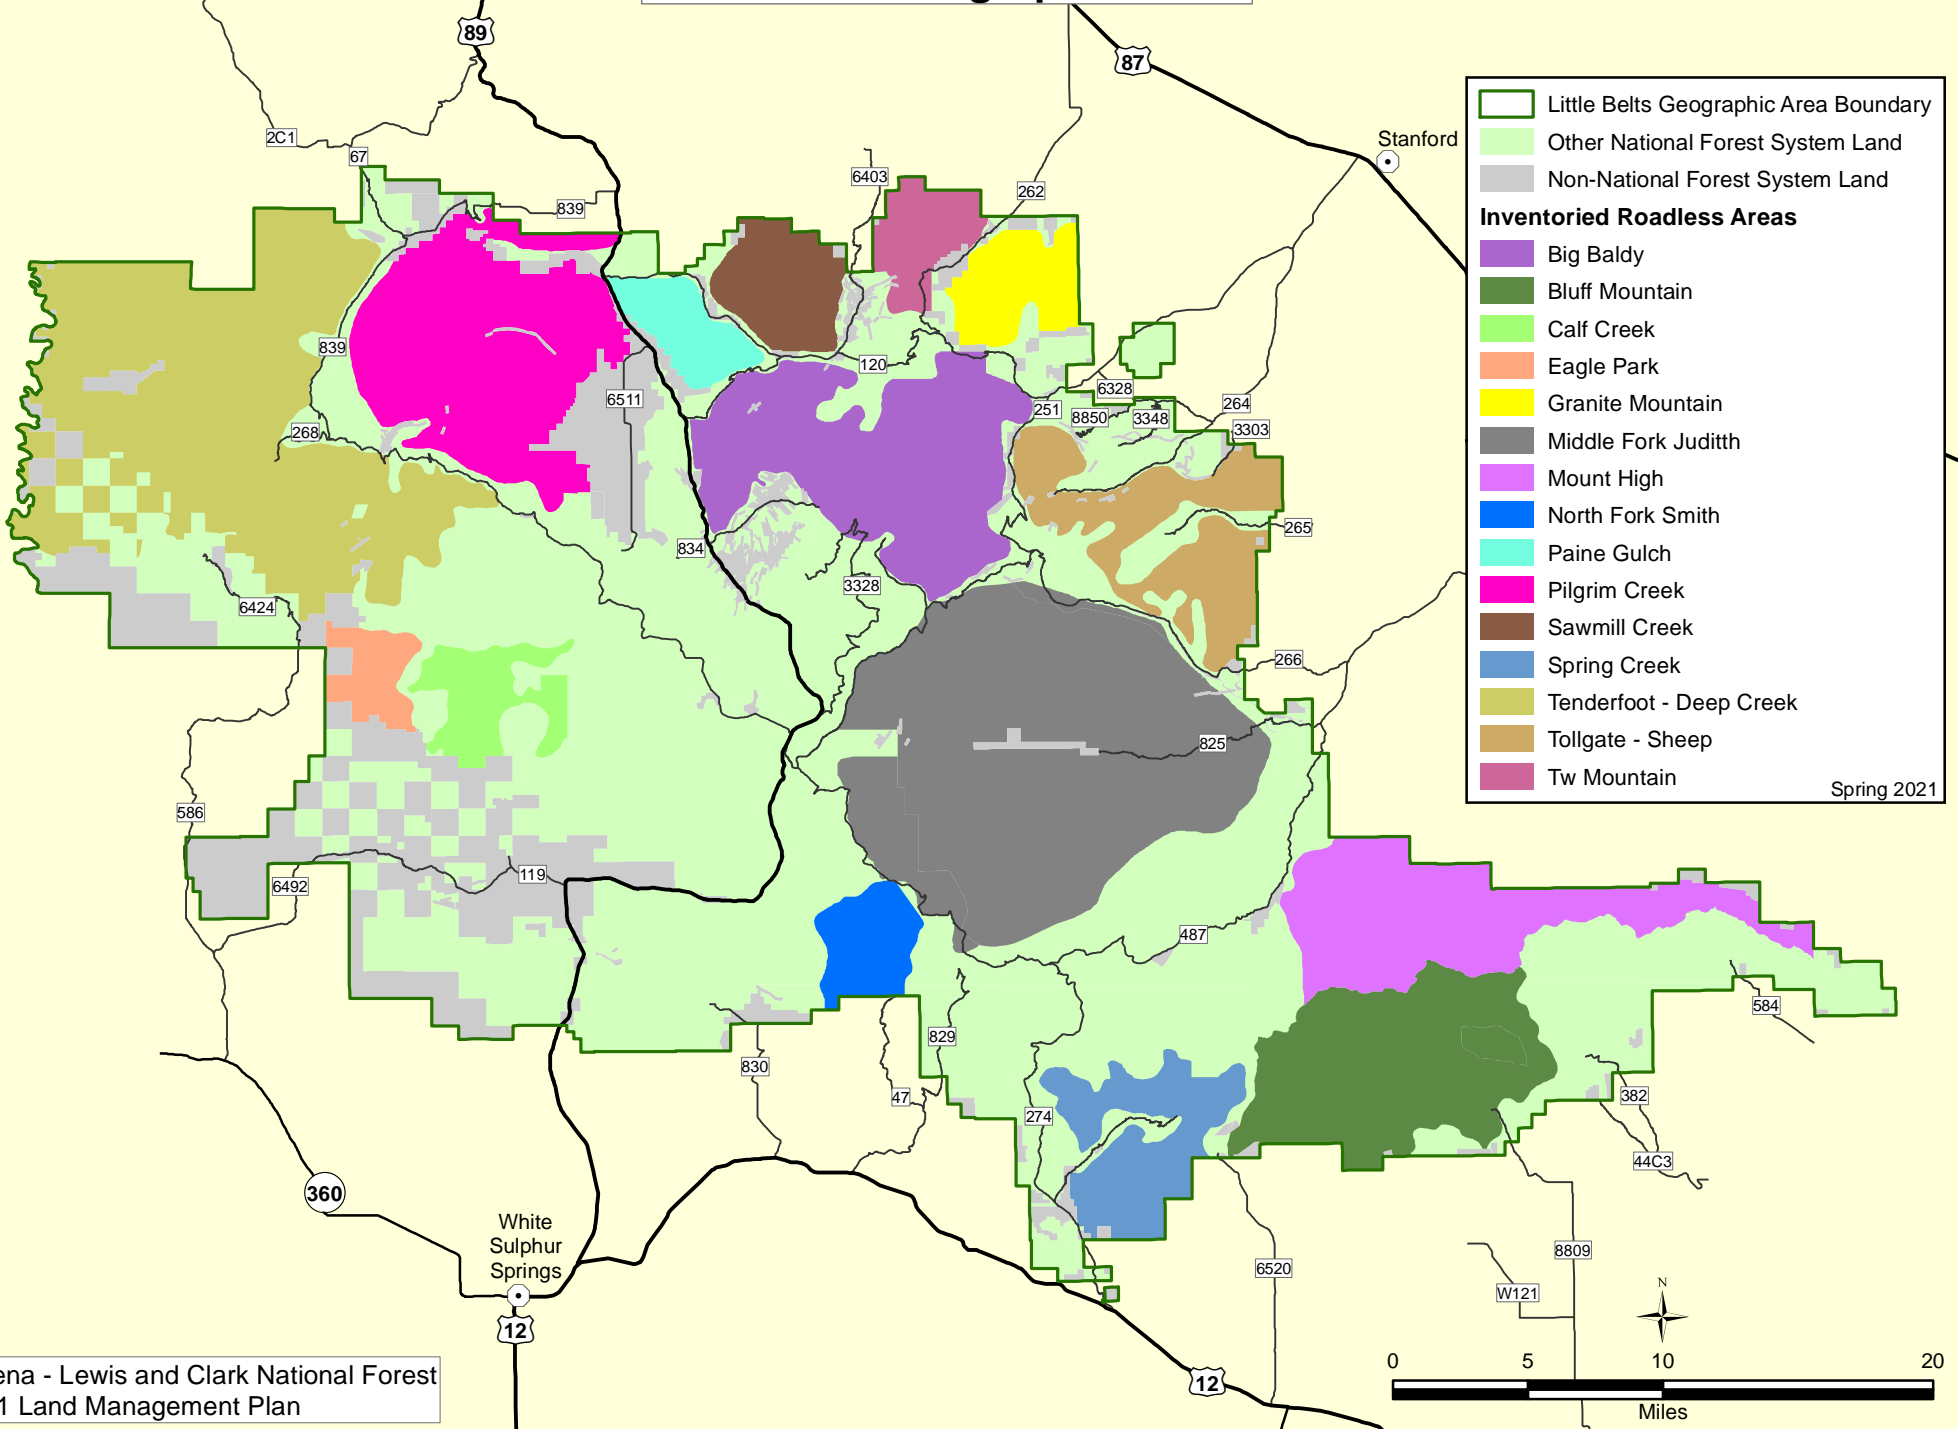 89
87
Stanford
2C1
67
839
6403
262
839
268
6511
120
251
6328
8850
3348
264
3303
265
834
3328
6424
266
825
586
6492
119
487
584
829
830
47
274
382
44C3
360
White
Sulphur
Springs
12
6520
8809
W121
12
Little Belts Geographic Area Boundary
Other National Forest System Land
Non-National Forest System Land
Inventoried Roadless Areas
Big Baldy
Bluff Mountain
Calf Creek
Eagle Park
Granite Mountain
Middle Fork Judith
Mount High
North Fork Smith
Paine Gulch
Pilgrim Creek
Sawmill Creek
Spring Creek
Tenderfoot - Deep Creek
Tollgate - Sheep
Tw Mountain
Spring 2021
N
0 5 10 20
Miles
ena - Lewis and Clark National Forest
1 Land Management Plan